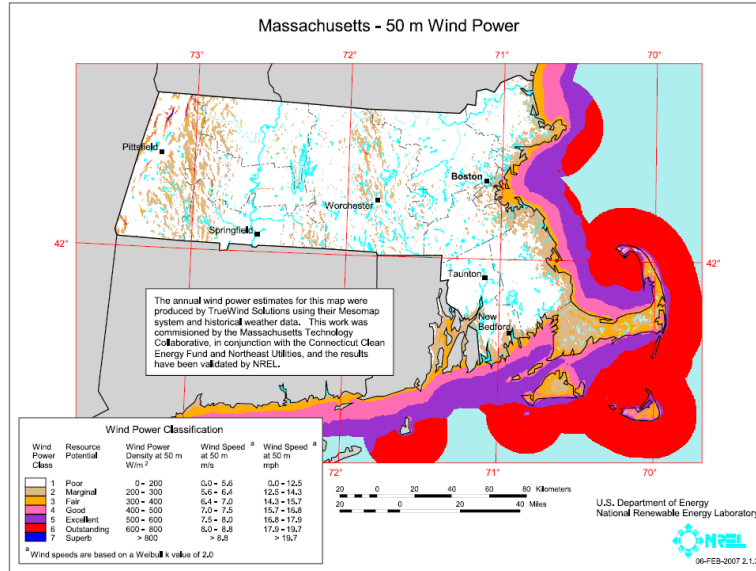 Massachusetts - 50 m Wind Power
73°
72°
71°
70°
Pittsfield
Boston
Worchester
Springfield
42°
42°
Taunton
New
Bedford
The annual wind power estimates for this map were
produced by TrueWind Solutions using their Mesomap
system and historical weather data. This work was
commisioned by the Massachusetts Technology
Collaborative, in conjunction with the Connecticut Clean
Energy Fund and Northeast Utilities, and the results
have been validated by NREL.
72°
71°
70°
Wind Power Classification
Wind Power Class Resource Potential Wind Power Density at 50 m W/m² Wind Speed a at 50 m m/s Wind Speed a at 50 m mph
1 Poor 0 - 200 0.0 - 5.6 0.0 - 12.5
2 Marginal 200 - 300 5.6 - 6.4 12.5 - 14.3
3 Fair 300 - 400 6.4 - 7.0 14.3 - 15.7
4 Good 400 - 500 7.0 - 7.5 15.7 - 16.8
5 Excellent 500 - 600 7.5 - 8.0 16.8 - 17.9
6 Outstanding 600 - 800 8.0 - 8.8 17.9 - 19.7
7 Superb > 800 > 8.8 > 19.7
a Wind speeds are based on a Weibull k value of 2.0
20 0 20 40 60 80 Kilometers
20 0 20 40 Miles
U.S. Department of Energy
National Renewable Energy Laboratory
NREL
06-FEB-2007 2.1.